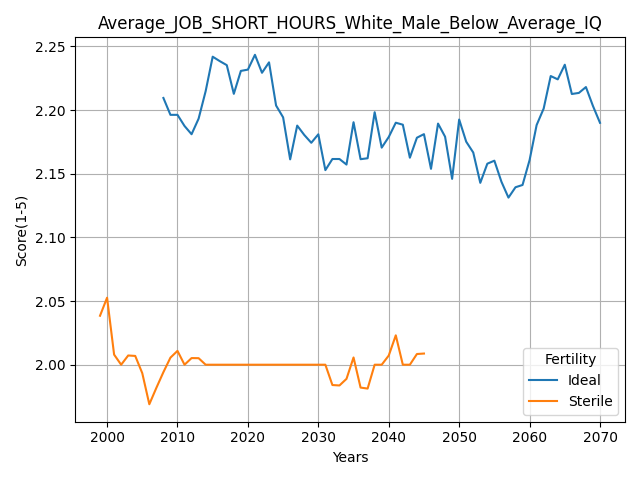 Average_JOB_SHORT_HOURS_White_Male_Below_Average_IQ
Score(1-5)
2.25
2.20
2.15
2.10
2.05
2.00
Fertility
Ideal
Sterile
2000 2010 2020 2030 2040 2050 2060 2070
Years